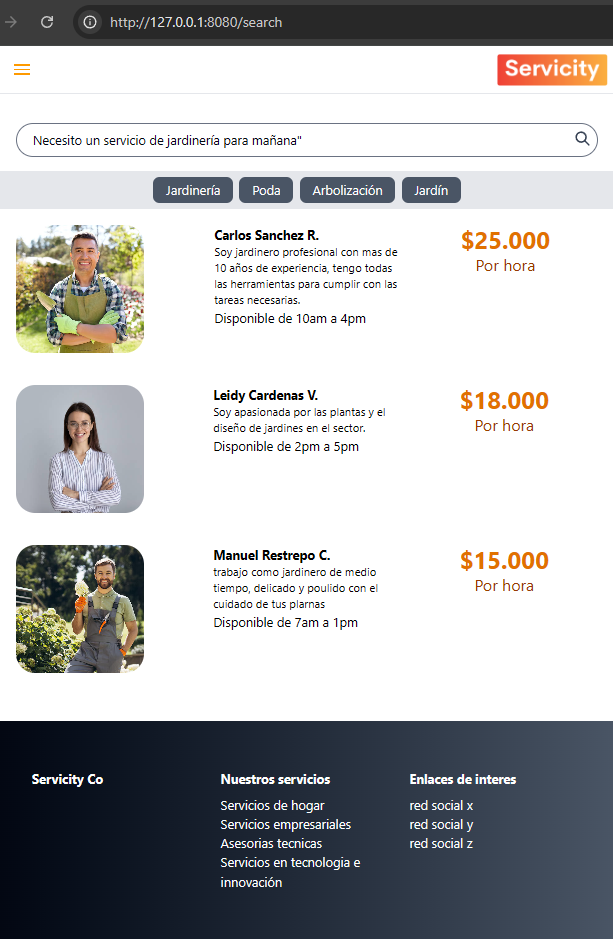 http://127.0.0.1:8080/search
Servicity
Necesito un servicio de jardinería para mañana"
Jardinería
Poda
Arbolización
Jardín
Carlos Sanchez R.
Soy jardinero profesional con mas de
10 años de experiencia, tengo todas
las herramientas para cumplir con las
tareas necesarias.
Disponible de 10am a 4pm
$25.000
Por hora
Leidy Cardenas V.
Soy apasionada por las plantas y el
diseño de jardines en el sector.
Disponible de 2pm a 5pm
$18.000
Por hora
Manuel Restrepo C.
trabajo como jardinero de medio
tiempo, delicado y poulido con el
cuidado de tus plarnas
Disponible de 7am a 1pm
$15.000
Por hora
Servicity Co
Nuestros servicios
Servicios de hogar
Servicios empresariales
Asesorias tecnicas
Servicios en tecnologia e
innovación
Enlaces de interes
red social x
red social y
red social z